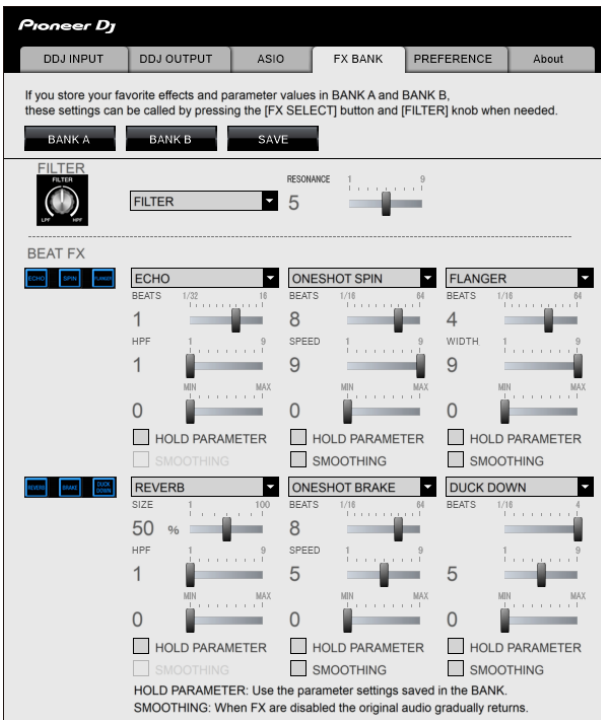 Pioneer Dj
DDJ INPUT DDJ OUTPUT ASIO FX BANK PREFERENCE About
If you store your favorite effects and parameter values in BANK A and BANK B,
these settings can be called by pressing the [FX SELECT] button and [FILTER] knob when needed.
BANK A BANK B SAVE
FILTER
FILTER
LPF HPF
FILTER
RESONANCE 1 9
5
BEAT FX
ECHO SPIN FLANGER
ECHO ONESHOT SPIN FLANGER
BEATS 1/32 16 BEATS 1/16 64 BEATS 1/16 64
1 8 4
HPF 1 9 SPEED 1 9 WIDTH 1 9
1 9 9
MIN MAX MIN MAX MIN MAX
0 0 0
HOLD PARAMETER HOLD PARAMETER HOLD PARAMETER
SMOOTHING SMOOTHING SMOOTHING
REVERB BRAKE DUCK DOWN
REVERB ONESHOT BRAKE DUCK DOWN
SIZE 1 100 BEATS 1/16 64 BEATS 1/16 4
50 % 8
HPF 1 9 SPEED 1 9 1 9
1 5 5
MIN MAX MIN MAX MIN MAX
0 0 0
HOLD PARAMETER HOLD PARAMETER HOLD PARAMETER
SMOOTHING SMOOTHING SMOOTHING
HOLD PARAMETER: Use the parameter settings saved in the BANK.
SMOOTHING: When FX are disabled the original audio gradually returns.